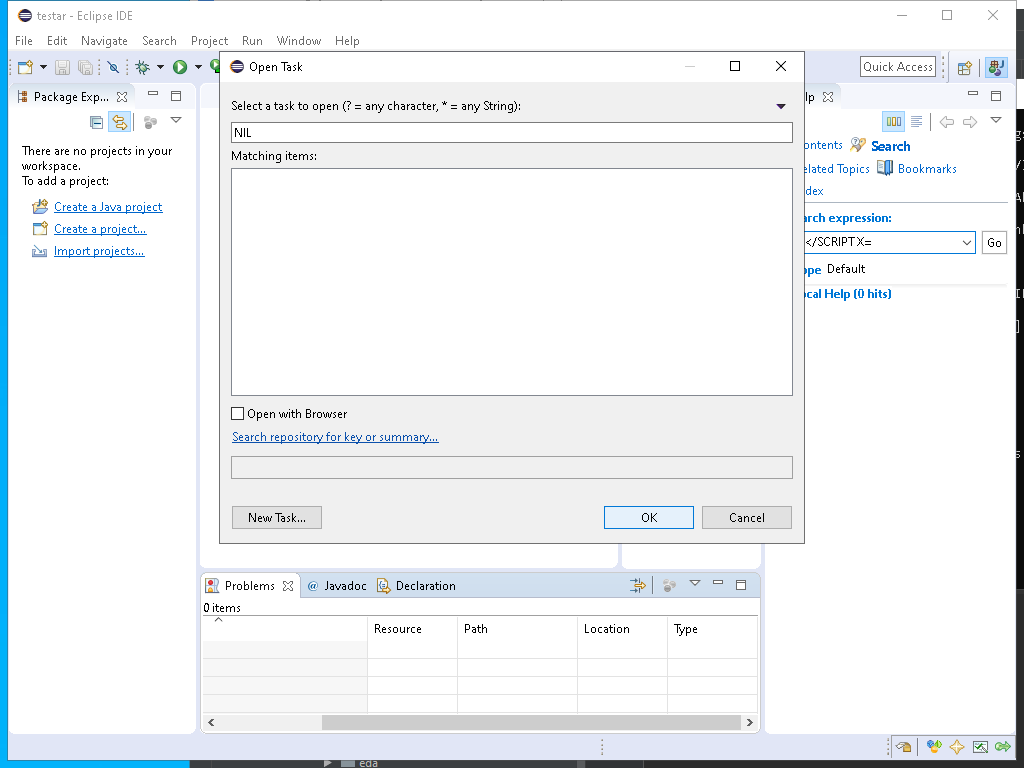 testar - Eclipse IDE
File Edit Navigate Search Project Run Window Help
Quick Access
Package Exp...
There are no projects in your
workspace.
To add a project:
Create a Java project
Create a project...
Import projects...
Open Task
Select a task to open (? = any character, * = any String):
NIL
Matching items:
Open with Browser
Search repository for key or summary...
New Task...
OK
Cancel
lp
ontents
Search
elated Topics
Bookmarks
dex
arch expression:
</SCRIPTX=
Go
ope Default
ocal Help (0 hits)
Problems
@ Javadoc
Declaration
0 items
Resource Path Location Type
eda